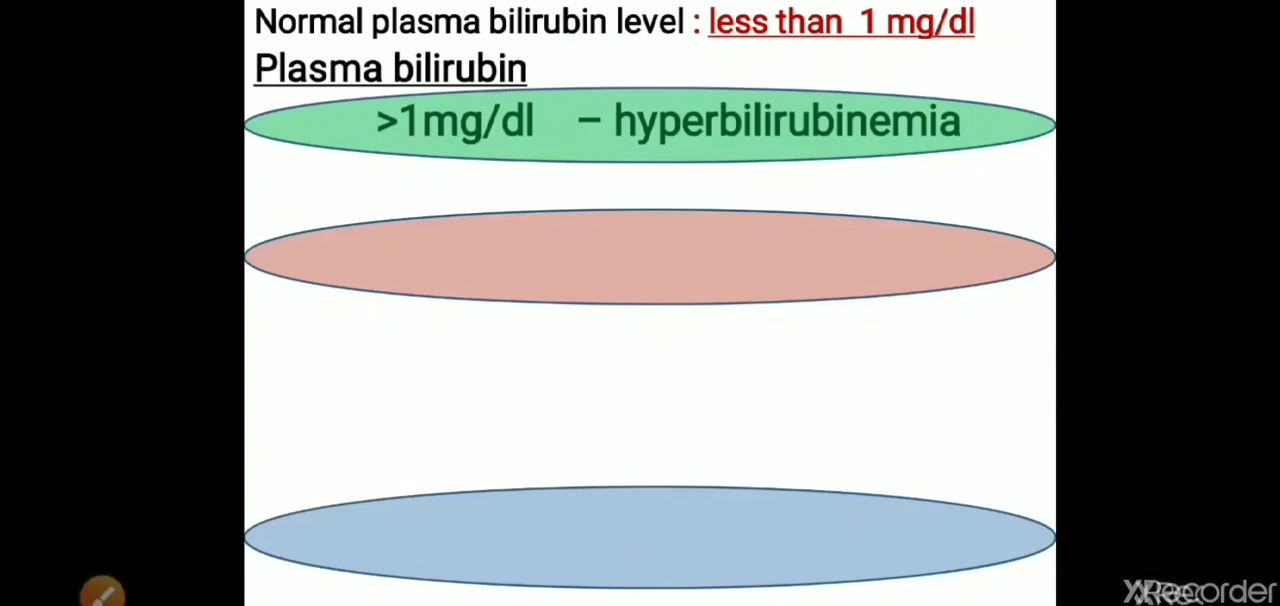 Normal plasma bilirubin level : less than 1 mg/dl
Plasma bilirubin
>1mg/dl – hyperbilirubinemia
XRecorder